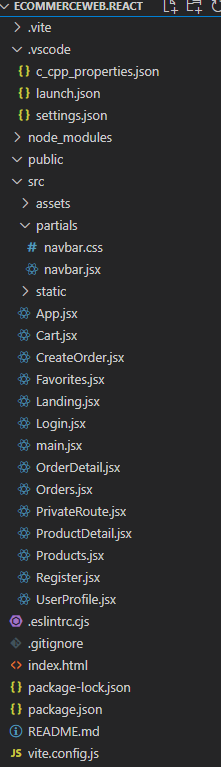 ECOMMERCEWEB.REACT
.vite
.vscode
{} c_cpp_properties.json
{} launch.json
{} settings.json
node_modules
public
src
assets
partials
# navbar.css
navbar.jsx
static
App.jsx
Cart.jsx
CreateOrder.jsx
Favorites.jsx
Landing.jsx
Login.jsx
main.jsx
OrderDetail.jsx
Orders.jsx
PrivateRoute.jsx
ProductDetail.jsx
Products.jsx
Register.jsx
UserProfile.jsx
.eslintrc.cjs
.gitignore
<> index.html
{} package-lock.json
{} package.json
README.md
JS vite.config.js